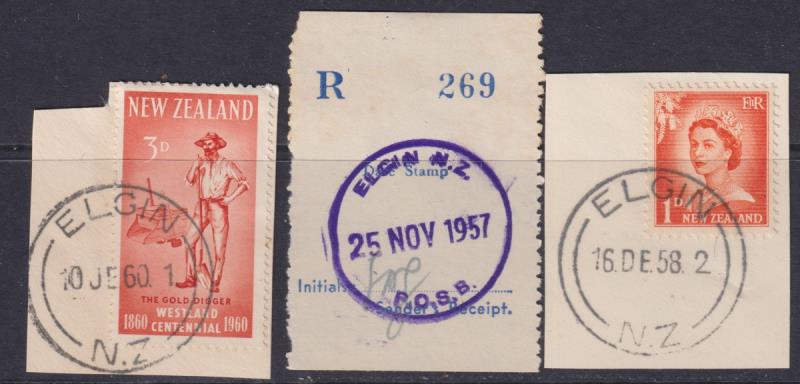 NEW ZEALAND
3D
THE GOLD DIGGER
1860 WESTLAND CENTENNIAL 1960
ELGIN
10 JE 60. 1
N.Z
R 269
Date Stamp
ELGIN N.Z.
25 NOV 1957
P.O.S.B.
Initials
Sender's Receipt.
E II R
1D
NEW ZEALAND
ELGIN
16.DE.58. 2
N.Z